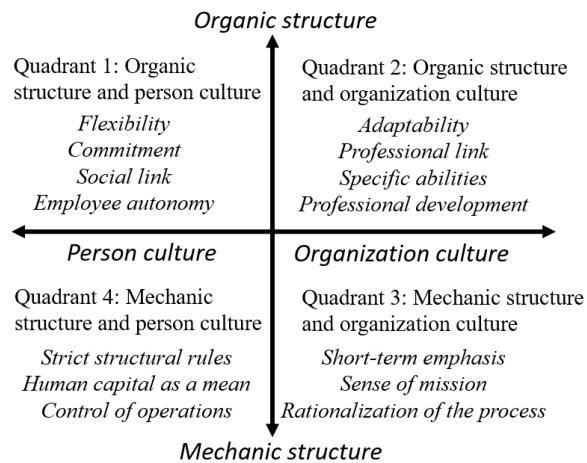 Organic structure
Quadrant 1: Organic
structure and person culture
Flexibility
Commitment
Social link
Employee autonomy
Quadrant 2: Organic structure
and organization culture
Adaptability
Professional link
Specific abilities
Professional development
Person culture
Organization culture
Quadrant 4: Mechanic
structure and person culture
Strict structural rules
Human capital as a mean
Control of operations
Quadrant 3: Mechanic structure
and organization culture
Short-term emphasis
Sense of mission
Rationalization of the process
Mechanic structure